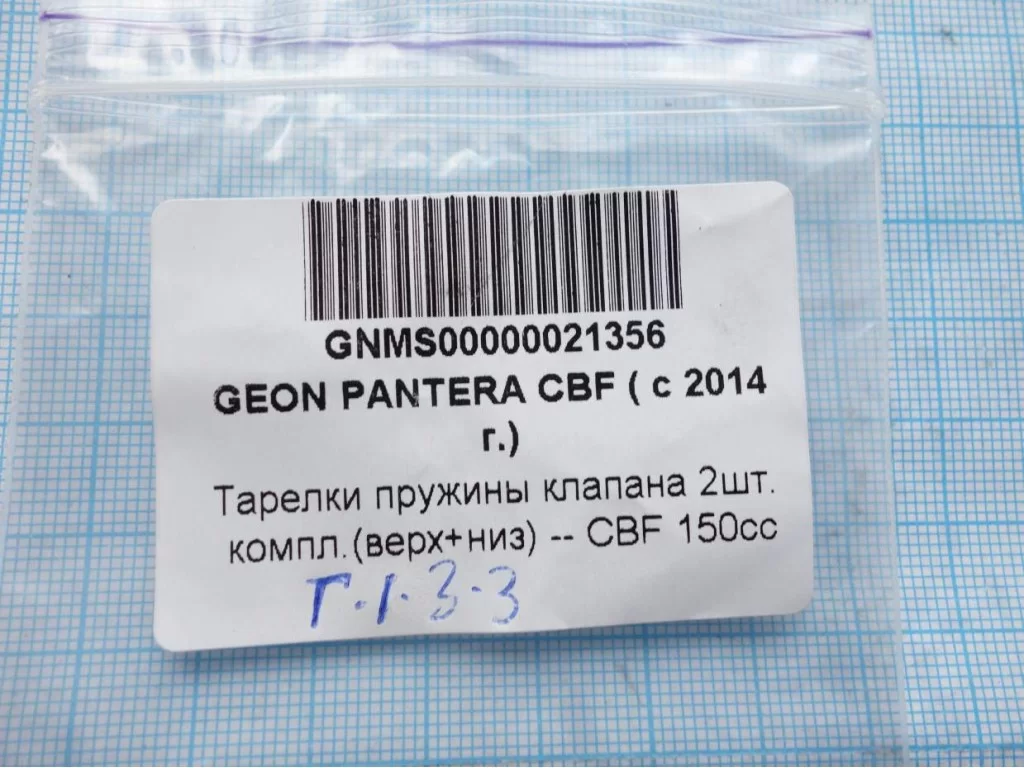 GNMS00000021356
GEON PANTERA CBF ( с 2014
г.)
Тарелки пружины клапана 2шт.
компл.(верх+низ) -- CBF 150cc
Г.1.3.3